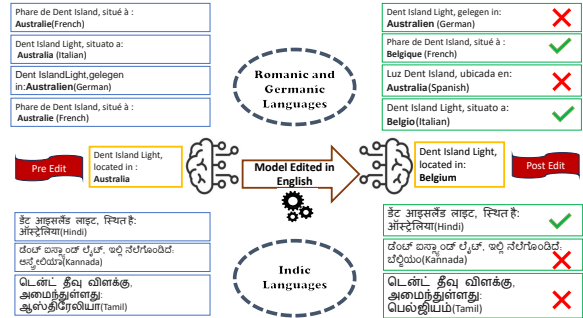 Phare de Dent Island, situé à :
Australie(French)
Dent Island Light, situato a:
Australia (Italian)
Dent IslandLight,gelegen
in:Australien(German)
Phare de Dent Island, situé à :
Australie (French)
Romanic and
Germanic
Languages
Dent Island Light, gelegen in:
Australien (German)
Phare de Dent Island, situé à :
Belgique (French)
Luz Dent Island, ubicada en:
Australia(Spanish)
Dent Island Light, situato a:
Belgio(Italian)
Pre Edit
Dent Island Light,
located in :
Australia
Model Edited in
English
Dent Island Light,
located in:
Belgium
Post Edit
डेंट आइसलैंड लाइट, स्थित है:
ऑस्ट्रेलिया(Hindi)
ಡೆಂಟ್ ಐಸ್ಲ್ಯಾಂಡ್ ಲೈಟ್, ಇಲ್ಲಿ ನೆಲೆಗೊಂಡಿದೆ:
ಆಸ್ಟ್ರೇಲಿಯಾ(Kannada)
டென்ட் தீவு விளக்கு,
அமைந்துள்ளது:
ஆஸ்திரேலியா(Tamil)
Indic
Languages
डेंट आइसलैंड लाइट, स्थित है:
ऑस्ट्रेलिया(Hindi)
ಡೆಂಟ್ ಐಸ್ಲ್ಯಾಂಡ್ ಲೈಟ್, ಇಲ್ಲಿ ನೆಲೆಗೊಂಡಿದೆ:
ಬೆಲ್ಜಿಯಂ(Kannada)
டென்ட் தீவு விளக்கு,
அமைந்துள்ளது:
பெல்ஜியம்(Tamil)